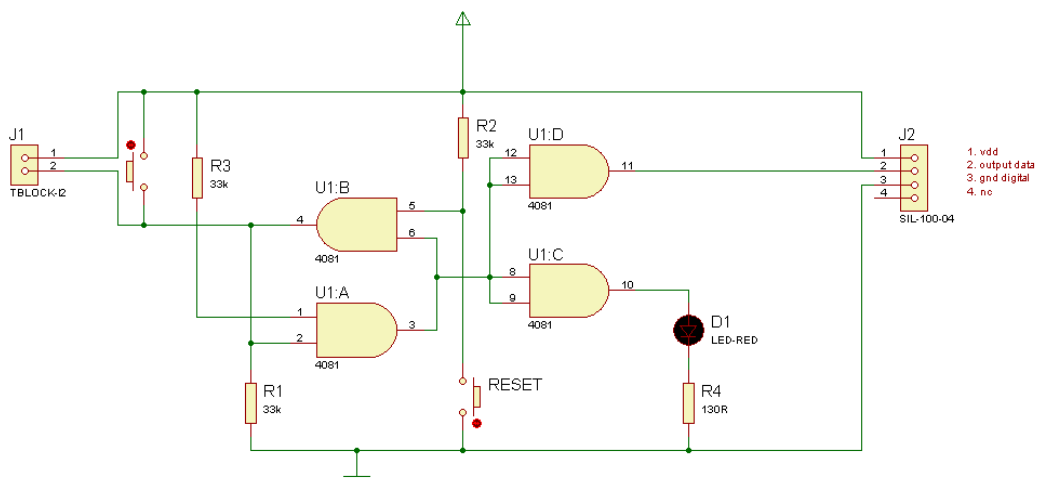 J1
1
2
TBLOCK-I2
R3
33k
R2
33k
U1:B
4
5
6
4081
U1:A
1
2
3
4081
R1
33k
RESET
U1:D
12
13
11
4081
U1:C
8
9
10
4081
D1
LED-RED
R4
130R
J2
1
2
3
4
SIL-100-04
1. vdd
2. output data
3. gnd digital
4. nc